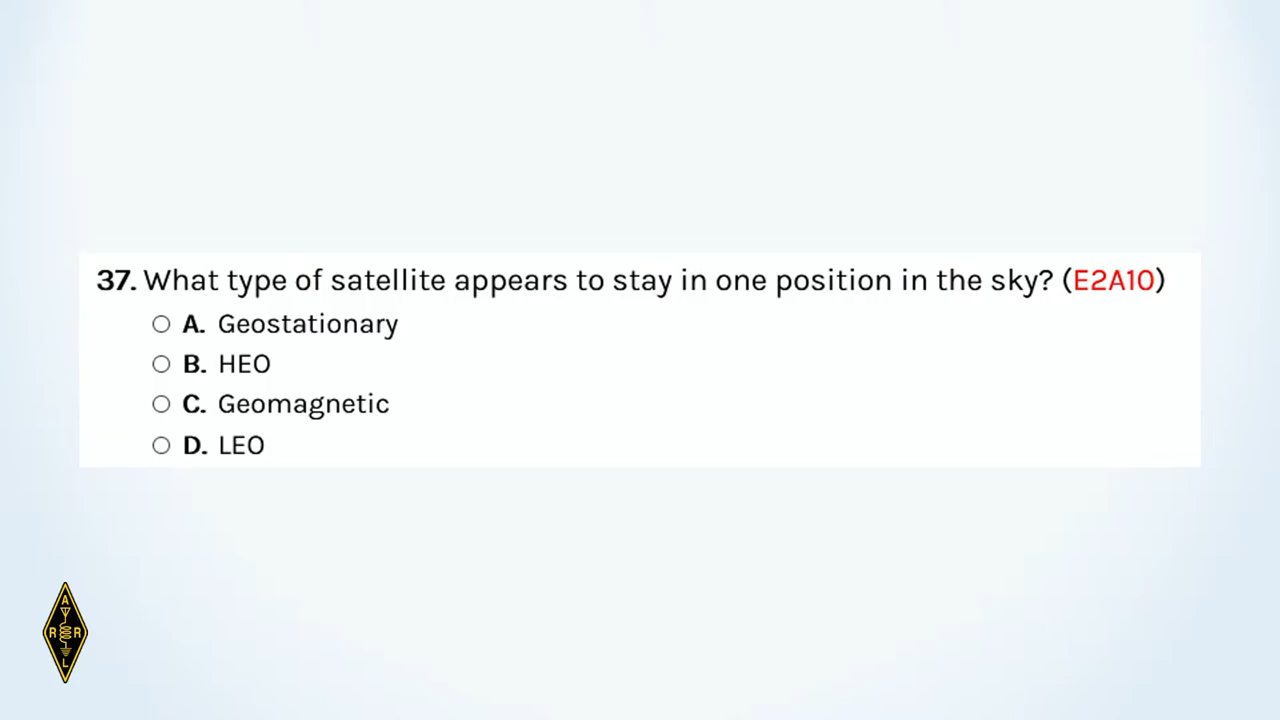 37. What type of satellite appears to stay in one position in the sky? (E2A10)
A. Geostationary
B. HEO
C. Geomagnetic
D. LEO
A
R R
L